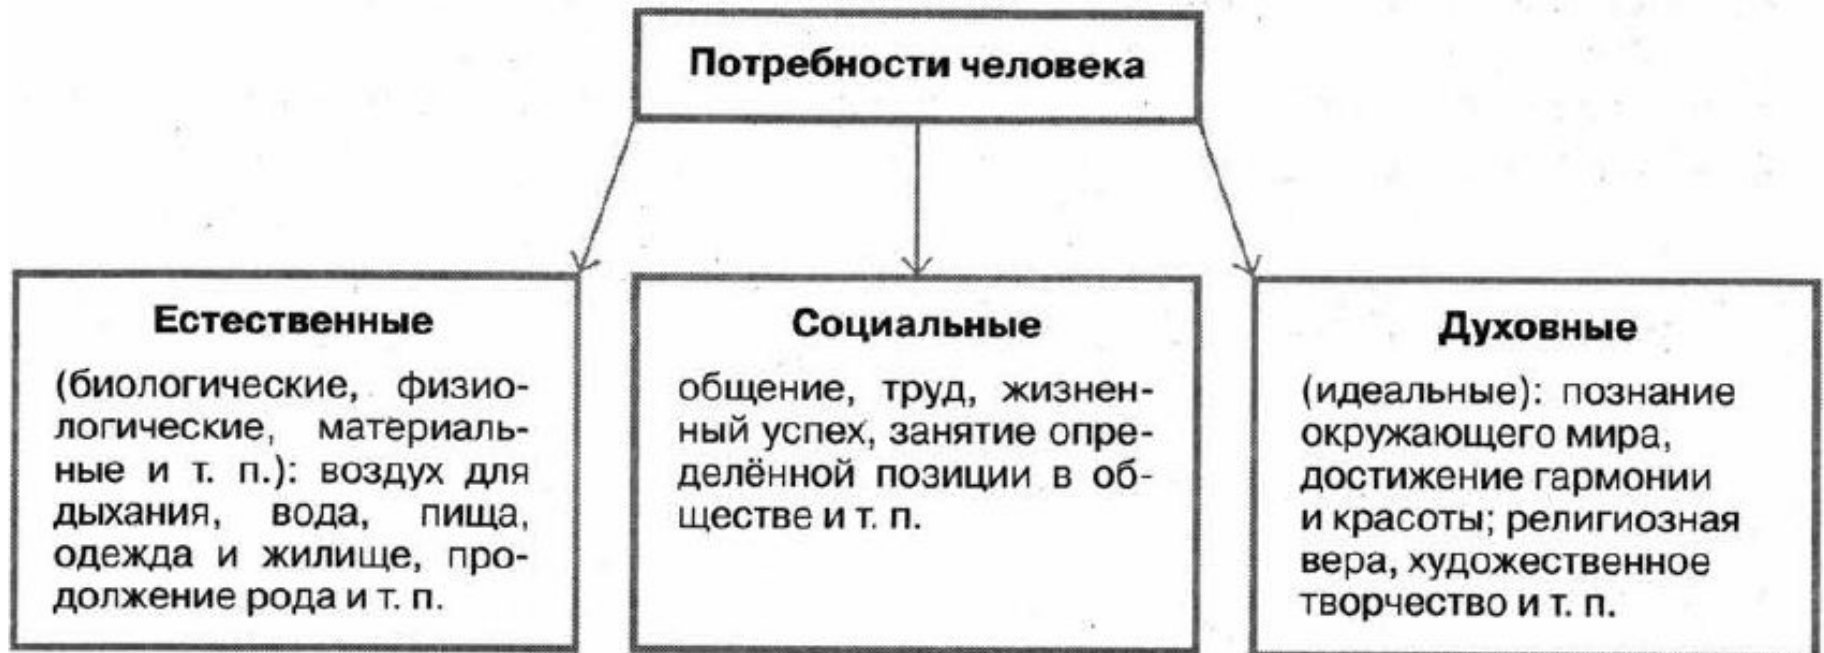 Потребности человека
Естественные
(биологические, физио-
логические, материаль-
ные и т. п.): воздух для
дыхания, вода, пища,
одежда и жилище, про-
должение рода и т. п.
Социальные
общение, труд, жизнен-
ный успех, занятие опре-
делённой позиции в об-
ществе и т. п.
Духовные
(идеальные): познание
окружающего мира,
достижение гармонии
и красоты; религиозная
вера, художественное
творчество и т. п.